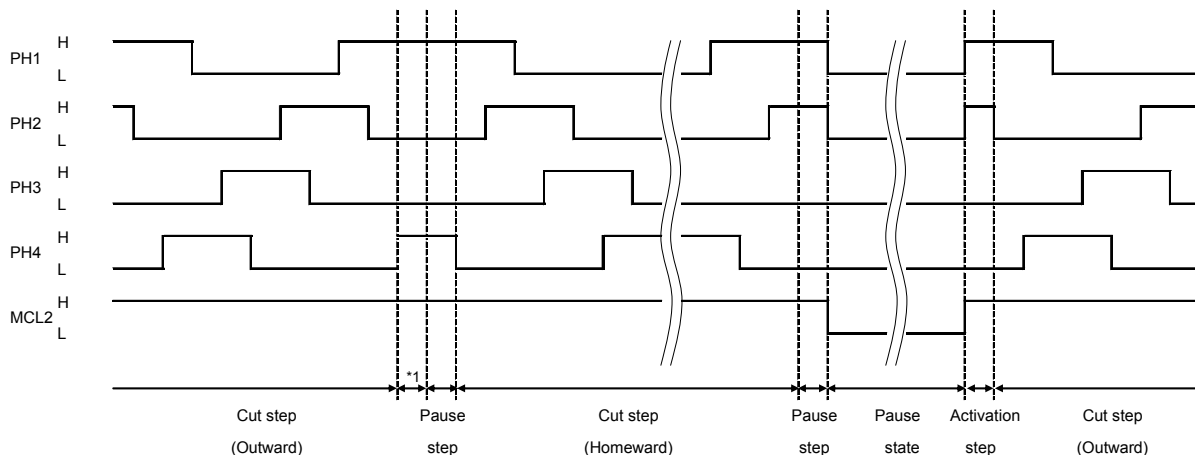 PH1 H
L
PH2 H
L
PH3 H
L
PH4 H
L
MCL2 H
L
*1
Cut step Pause Cut step Pause Pause Activation Cut step
(Outward) step (Homeward) step state step (Outward)